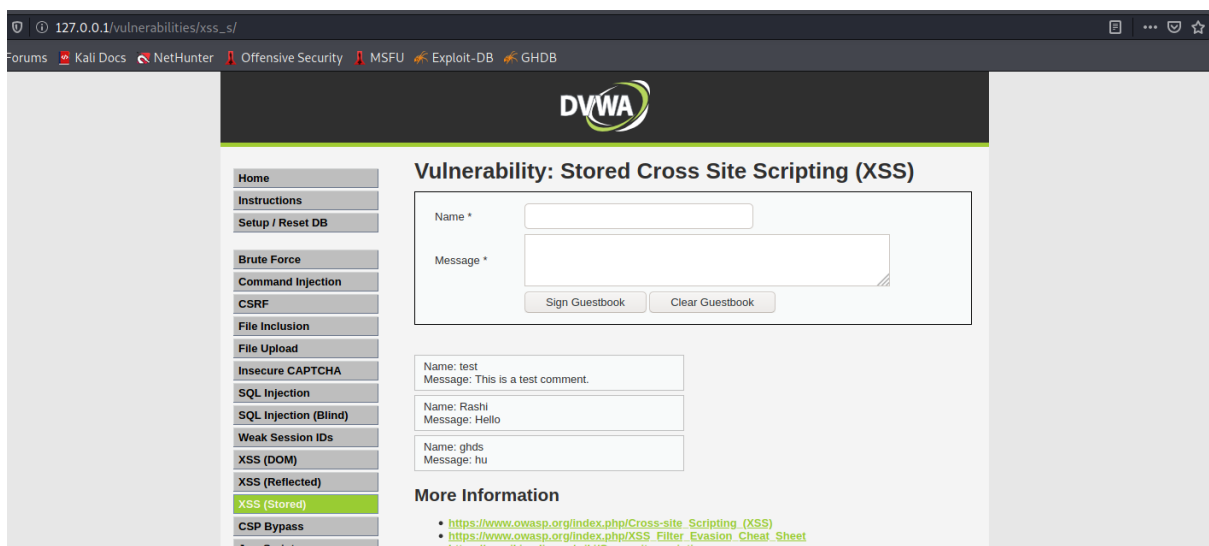 127.0.0.1/vulnerabilities/xss_s/
Forums Kali Docs NetHunter Offensive Security MSFU Exploit-DB GHDB
DVWA
Home
Instructions
Setup / Reset DB
Brute Force
Command Injection
CSRF
File Inclusion
File Upload
Insecure CAPTCHA
SQL Injection
SQL Injection (Blind)
Weak Session IDs
XSS (DOM)
XSS (Reflected)
XSS (Stored)
CSP Bypass
Vulnerability: Stored Cross Site Scripting (XSS)
Name *
Message *
Sign Guestbook Clear Guestbook
Name: test
Message: This is a test comment.
Name: Rashi
Message: Hello
Name: ghds
Message: hu
More Information
https://www.owasp.org/index.php/Cross-site_Scripting_(XSS)
https://www.owasp.org/index.php/XSS_Filter_Evasion_Cheat_Sheet